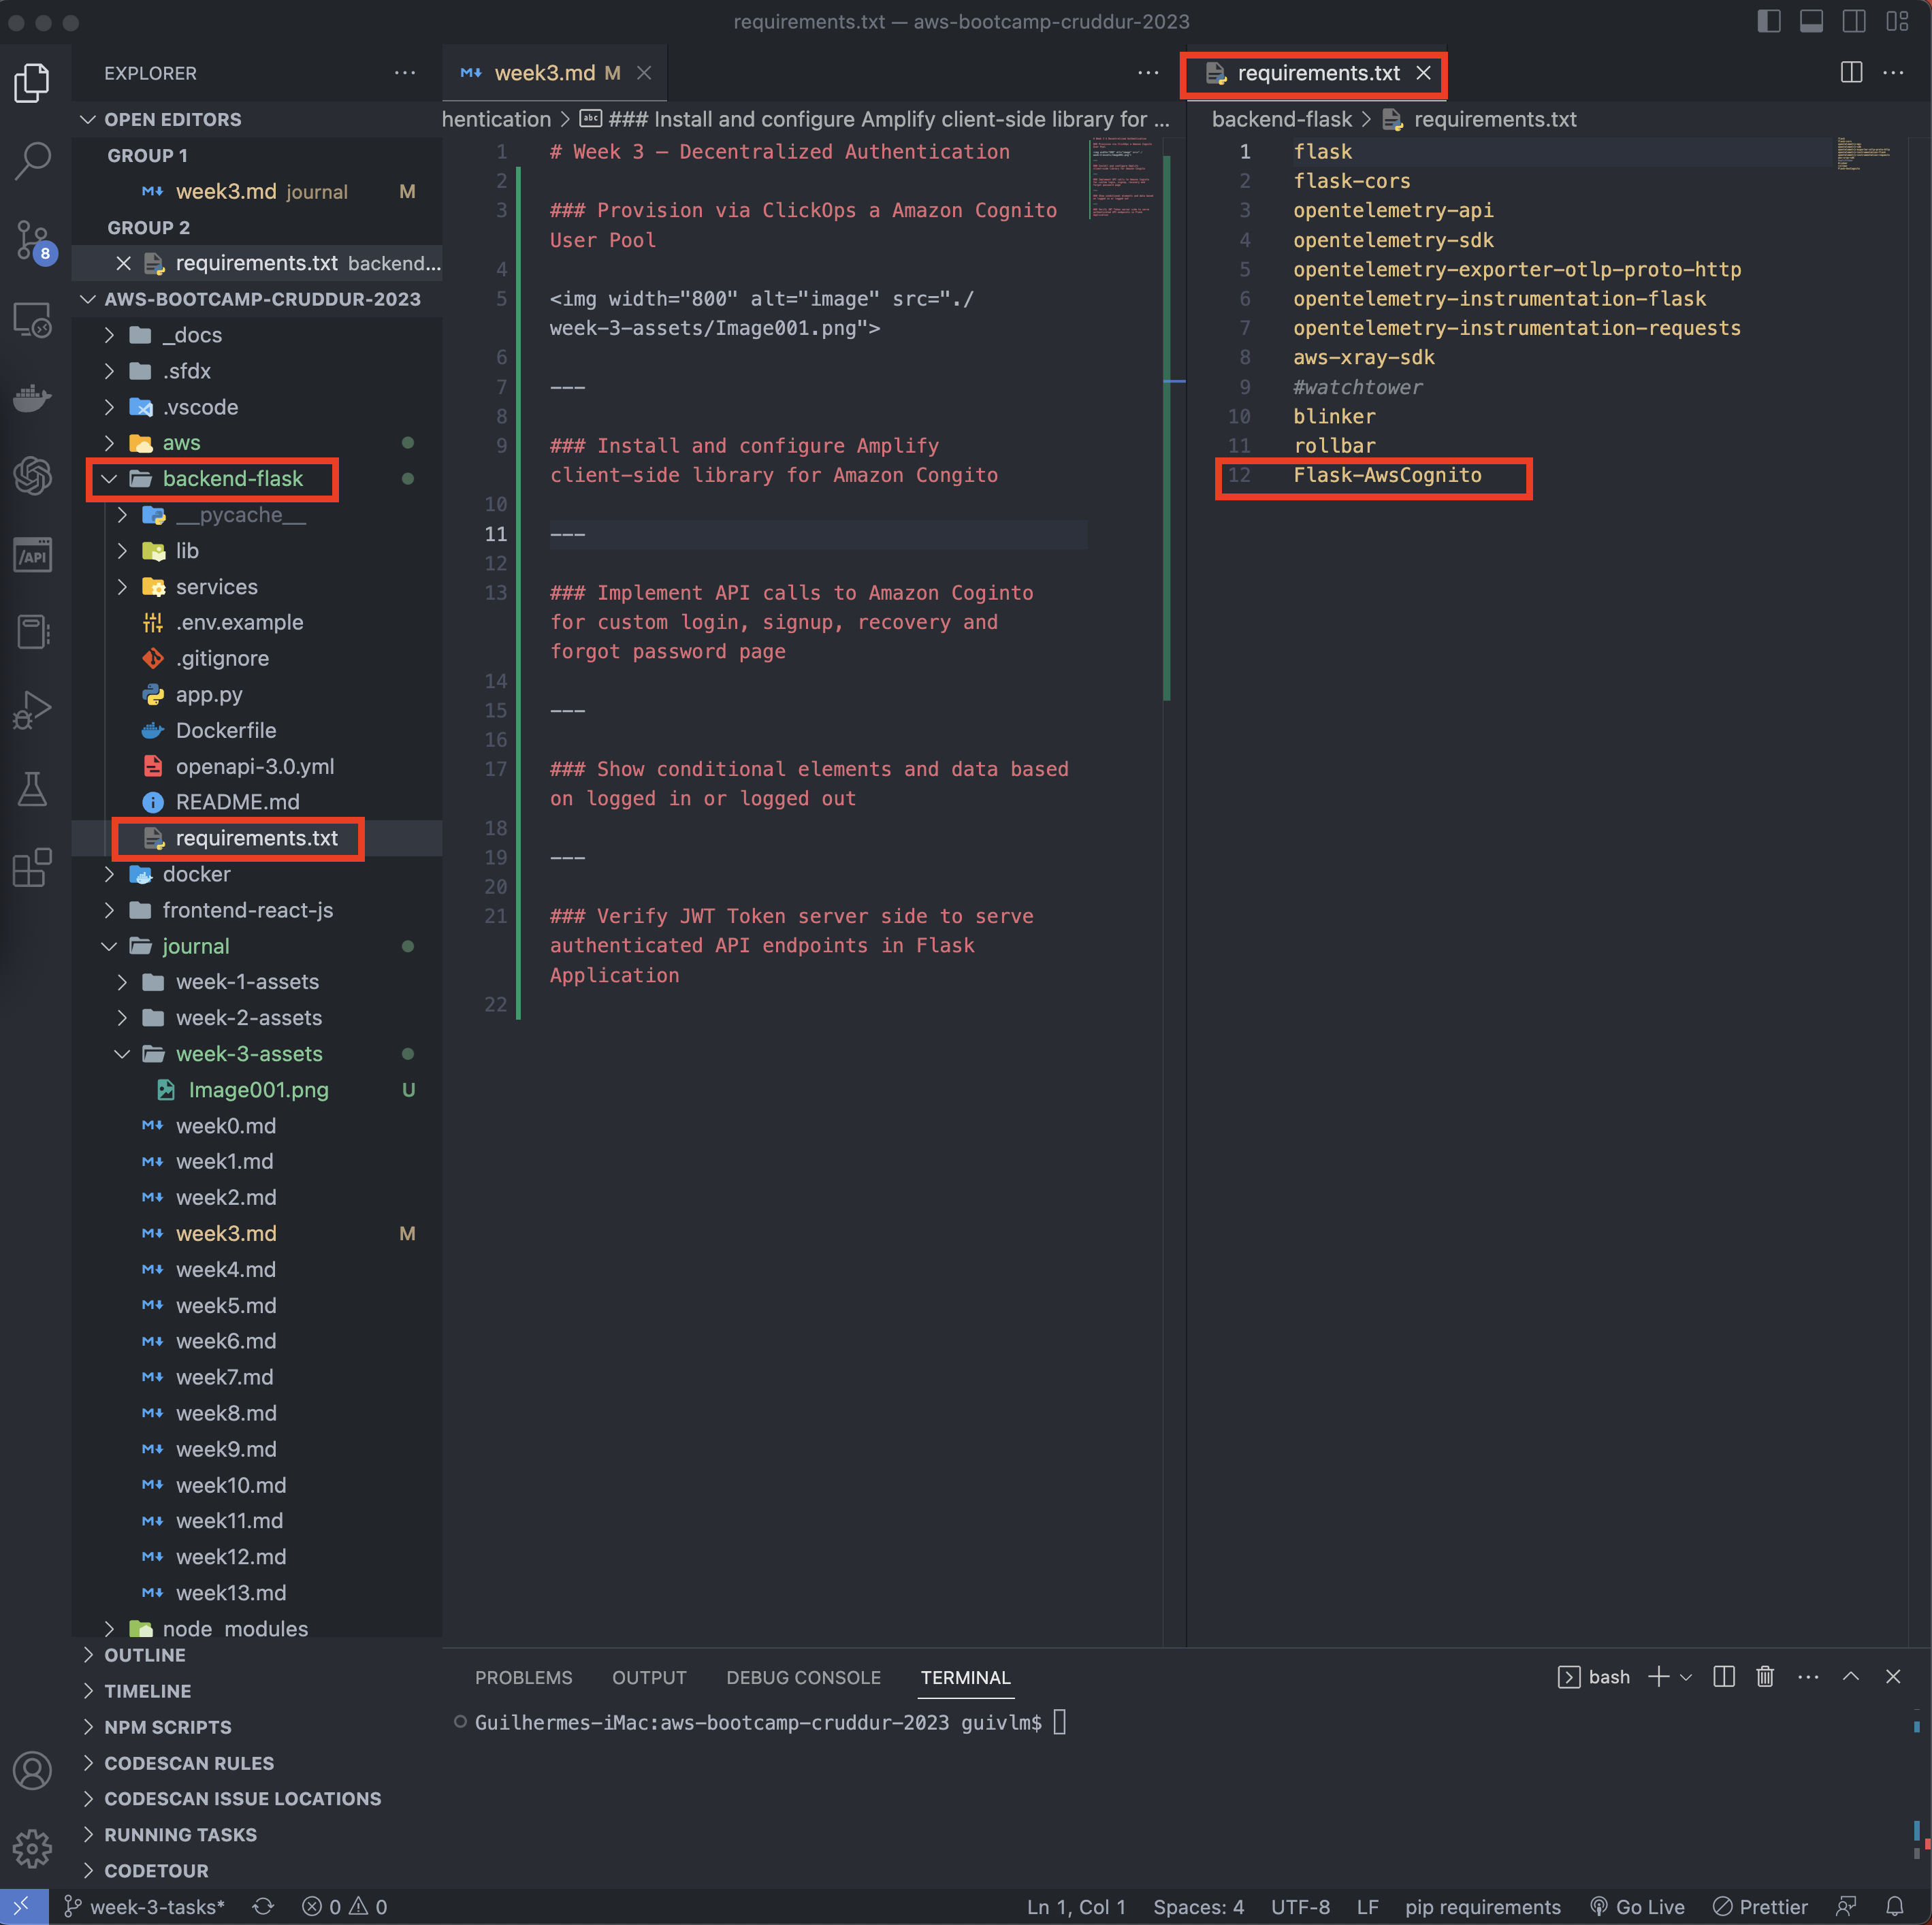 requirements.txt — aws-bootcamp-cruddur-2023
EXPLORER
OPEN EDITORS
GROUP 1
week3.md journal M
GROUP 2
requirements.txt backend...
AWS-BOOTCAMP-CRUDDUR-2023
_docs
.sfdx
.vscode
aws
backend-flask
__pycache__
lib
services
.env.example
.gitignore
app.py
Dockerfile
openapi-3.0.yml
README.md
requirements.txt
docker
frontend-react-js
journal
week-1-assets
week-2-assets
week-3-assets
Image001.png U
week0.md
week1.md
week2.md
week3.md M
week4.md
week5.md
week6.md
week7.md
week8.md
week9.md
week10.md
week11.md
week12.md
week13.md
node_modules
OUTLINE
TIMELINE
NPM SCRIPTS
CODESCAN RULES
CODESCAN ISSUE LOCATIONS
RUNNING TASKS
CODETOUR
8
/API
week3.md M
hentication > ### Install and configure Amplify client-side library for ...
1 # Week 3 — Decentralized Authentication
2
3 ### Provision via ClickOps a Amazon Cognito
User Pool
4
5 <img width="800" alt="image" src="./
week-3-assets/Image001.png">
6
7 ---
8
9 ### Install and configure Amplify
client-side library for Amazon Congito
10
11 ---
12
13 ### Implement API calls to Amazon Coginto
for custom login, signup, recovery and
forgot password page
14
15 ---
16
17 ### Show conditional elements and data based
on logged in or logged out
18
19 ---
20
21 ### Verify JWT Token server side to serve
authenticated API endpoints in Flask
Application
22
requirements.txt
backend-flask > requirements.txt
1 flask
2 flask-cors
3 opentelemetry-api
4 opentelemetry-sdk
5 opentelemetry-exporter-otlp-proto-http
6 opentelemetry-instrumentation-flask
7 opentelemetry-instrumentation-requests
8 aws-xray-sdk
9 #watchtower
10 blinker
11 rollbar
12 Flask-AwsCognito
PROBLEMS OUTPUT DEBUG CONSOLE TERMINAL
bash
Guilhermes-iMac:aws-bootcamp-cruddur-2023 guivlm$
week-3-tasks* 0 0 Ln 1, Col 1 Spaces: 4 UTF-8 LF pip requirements Go Live Prettier